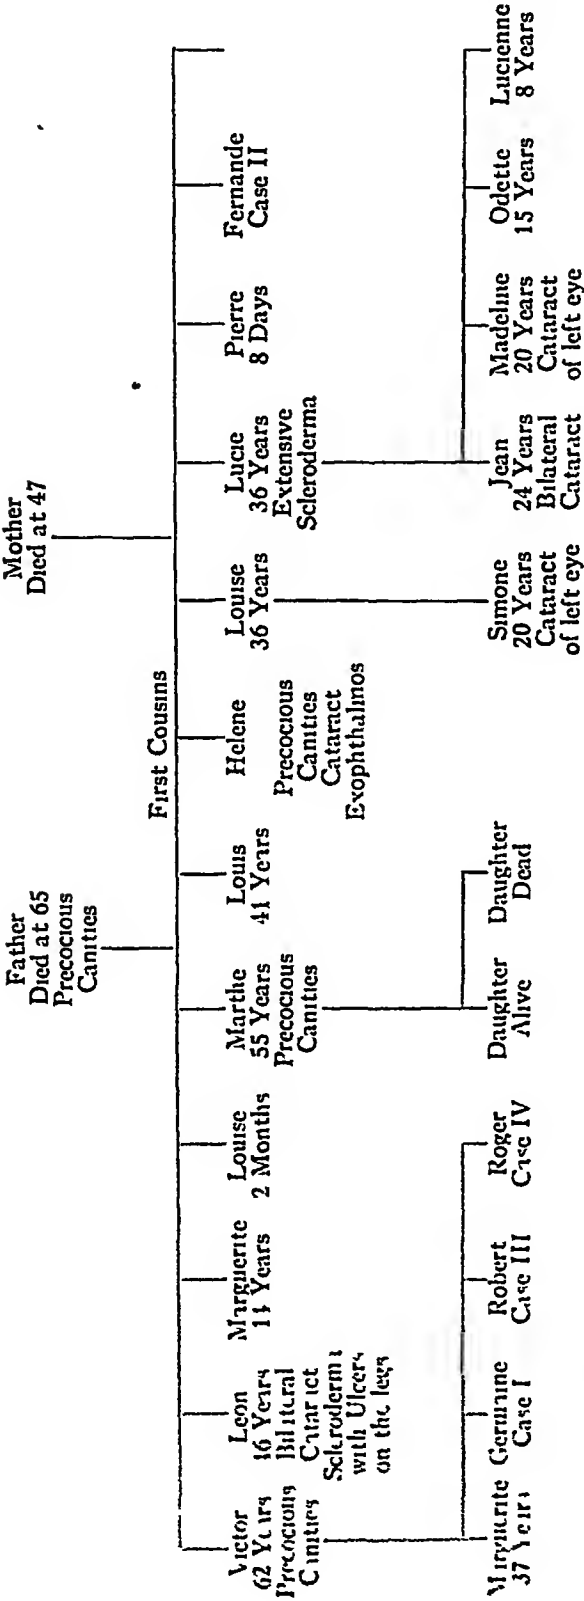 Father
Died at 65
Precocious
Canities
Mother
Died at 47
First Cousins
Victor
62 Years
Precocious
Canities
Leon
Years
Bilateral
Cataract
Scleroderma
with Ulcers
on the legs
Marguerite
Years
Louise
2 Months
Marthe
55 Years
Precocious
Canities
Louis
41 Years
Helene
Precocious
Canities
Cataract
Exophthalmos
Louise
36 Years
Lucie
36 Years
Extensive
Scleroderma
Pierre
8 Days
Fernande
Case II
Marguerite
37 Years
Germaine
Case I
Robert
Case III
Roger
Case IV
Daughter
Alive
Daughter
Dead
Simone
20 Years
Cataract
of left eye
Jean
24 Years
Bilateral
Cataract
Madeline
20 Years
Cataract
of left eye
Odette
15 Years
Lucienne
8 Years